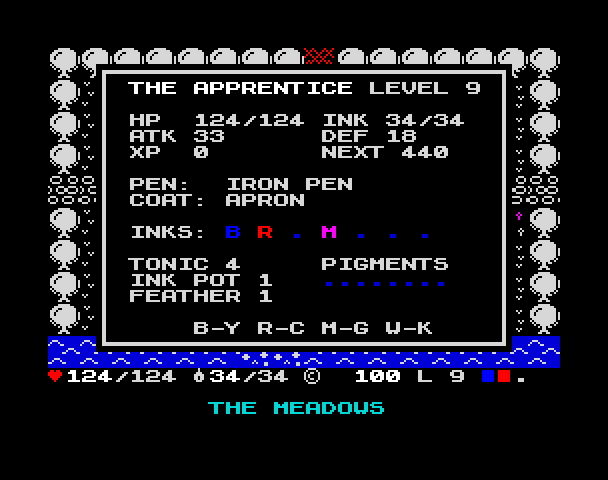 THE APPRENTICE LEVEL 9
HP 124/124 INK 34/34
ATK 33 DEF 18
XP 0 NEXT 440
PEN: IRON PEN
COAT: APRON
INKS: B R . M . . .
TONIC 4 PIGMENTS
INK POT 1 ........
FEATHER 1
B-Y R-C M-G W-K
124/124 34/34 © 100 L 9 .
THE MEADOWS